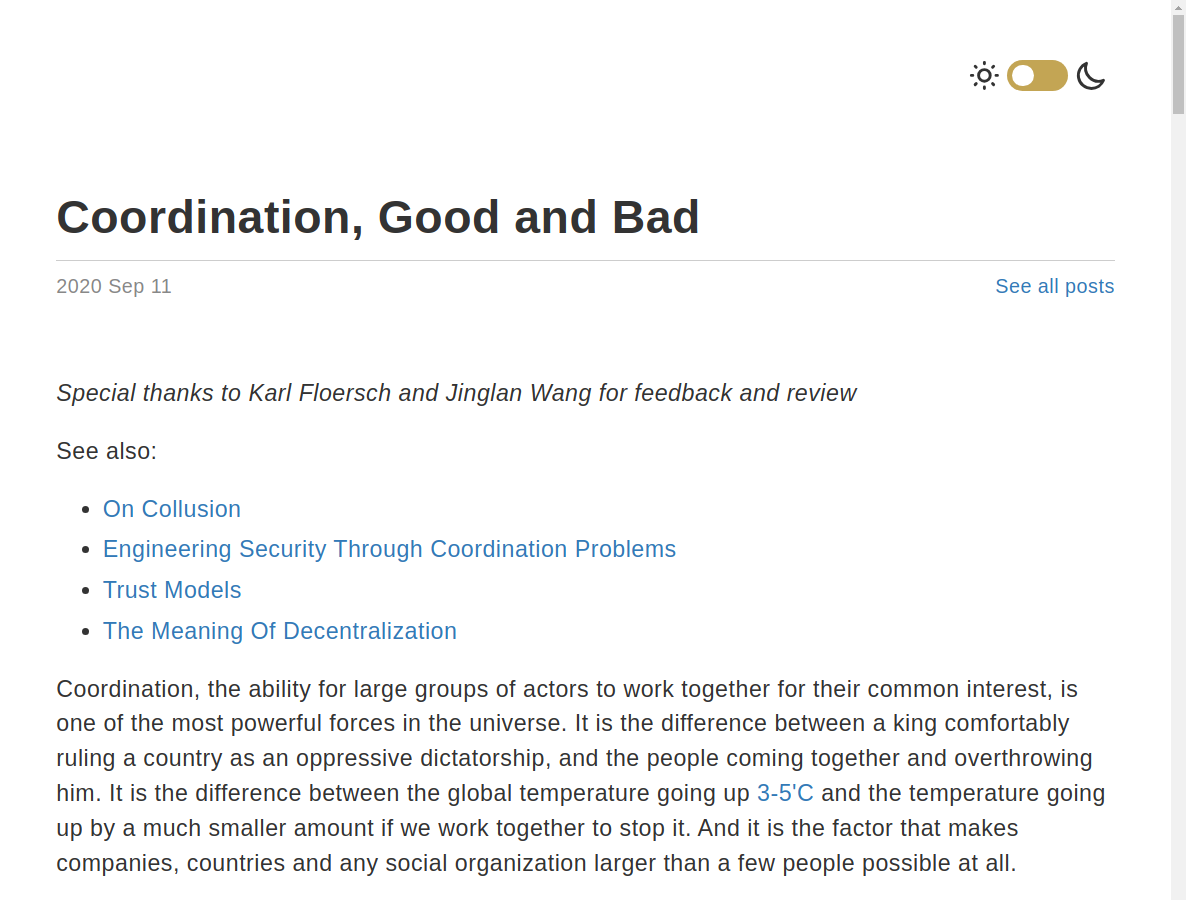 Coordination, Good and Bad
2020 Sep 11
See all posts
Special thanks to Karl Floersch and Jinglan Wang for feedback and review
See also:
On Collusion
Engineering Security Through Coordination Problems
Trust Models
The Meaning Of Decentralization
Coordination, the ability for large groups of actors to work together for their common interest, is
one of the most powerful forces in the universe. It is the difference between a king comfortably
ruling a country as an oppressive dictatorship, and the people coming together and overthrowing
him. It is the difference between the global temperature going up 3-5'C and the temperature going
up by a much smaller amount if we work together to stop it. And it is the factor that makes
companies, countries and any social organization larger than a few people possible at all.